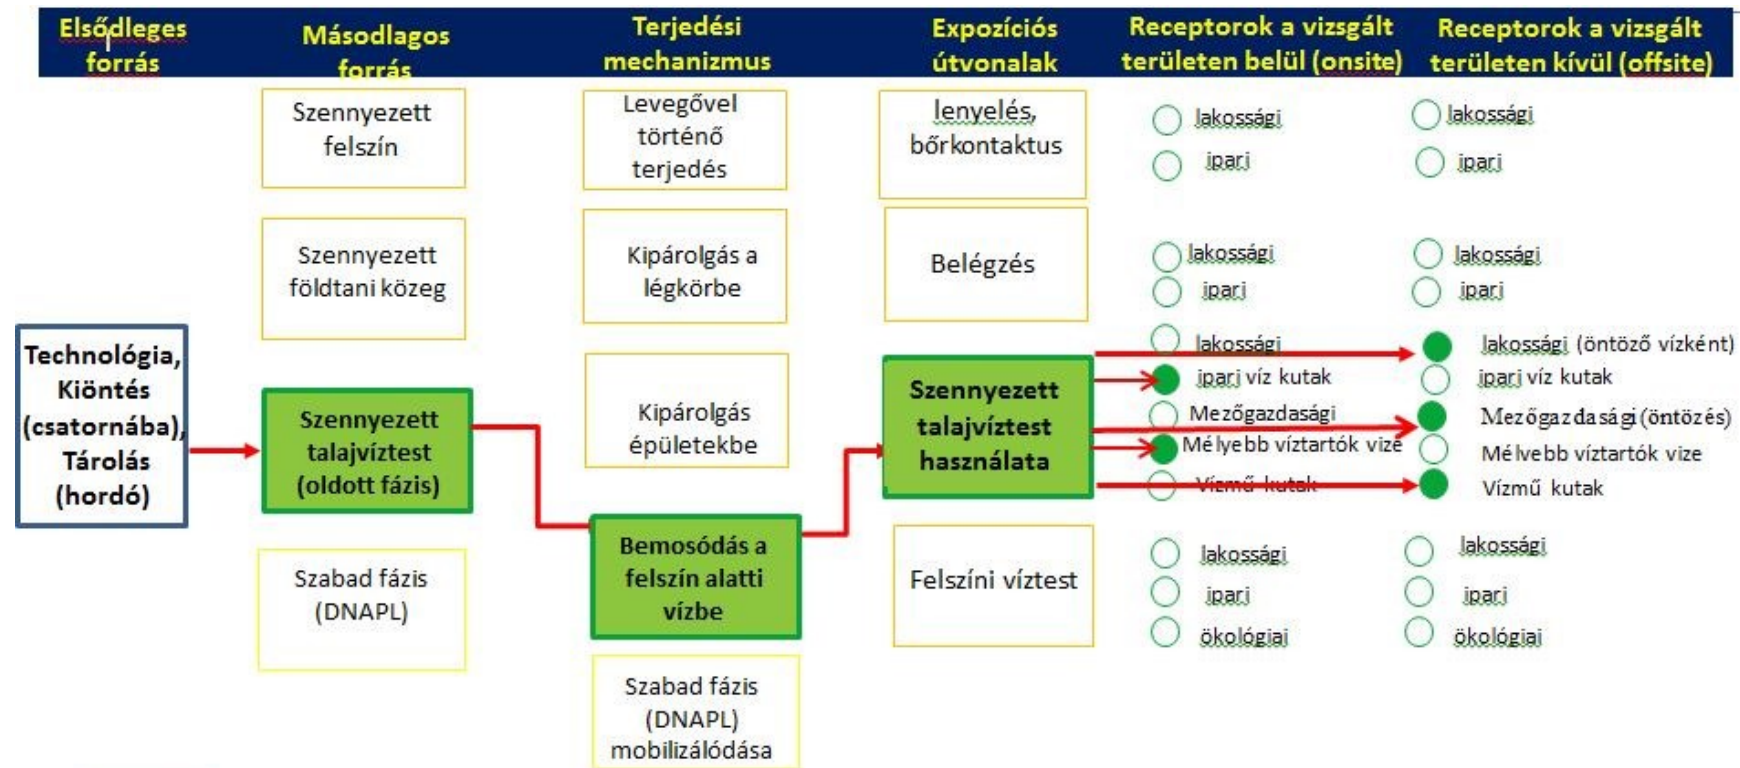 Elsődleges
forrás
Másodlagos
forrás
Terjedési
mechanizmus
Expozíciós
útvonalak
Receptorok a vizsgált
területen belül (onsite)
Receptorok a vizsgált
területen kívül (offsite)
Technológia,
Kiöntés
(csatornába),
Tárolás
(hordó)
Szennyezett
felszín
Szennyezett
földtani közeg
Szennyezett
talajvíztest
(oldott fázis)
Szabad fázis
(DNAPL)
Levegővel
történő
terjedés
Kipárolgás a
légkörbe
Kipárolgás
épületekbe
Bemosódás a
felszín alatti
vízbe
Szabad fázis
(DNAPL)
mobilizálódása
lenyelés,
bőrkontaktus
Belégzés
Szennyezett
talajvíztest
használata
Felszíni víztest
lakossági
ipari
lakossági
ipari
lakossági
ipari víz kutak
Mezőgazdasági
Mélyebb víztartók vize
Vízmű kutak
lakossági
ipari
ökológiai
lakossági
ipari
lakossági
ipari
lakossági (öntöző vízként)
ipari víz kutak
Mezőgazdasági (öntözés)
Mélvebb víztartók vize
Vízmű kutak
lakossági
ipari
ökológiai